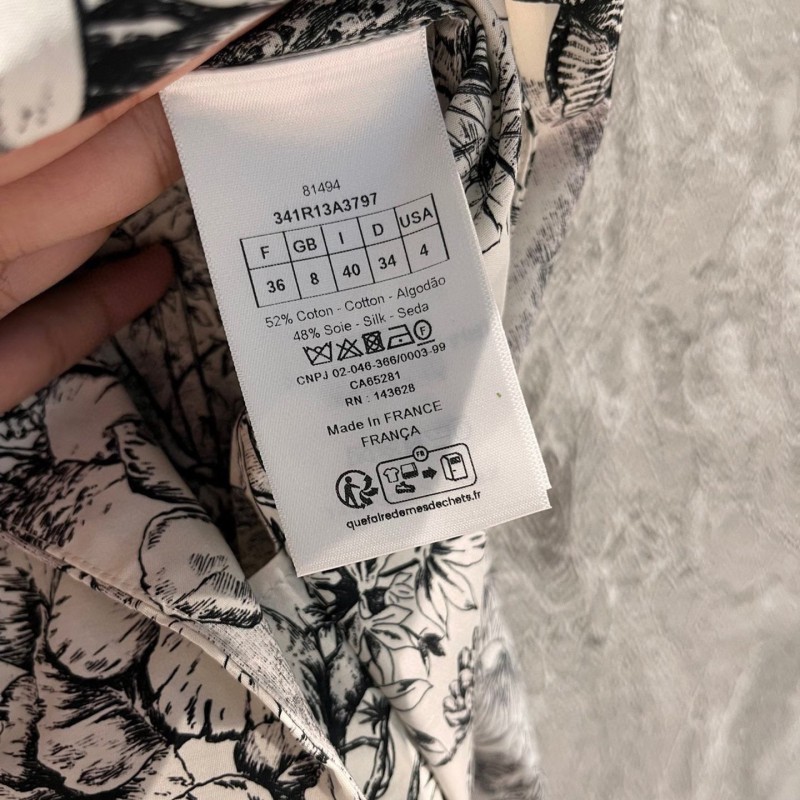 81494
341R13A3797
F GB I D USA
36 8 40 34 4
52% Coton - Cotton - Algodão
48% Soie - Silk - Seda
F
CNPJ 02-046-366/0003-99
CA65281
RN : 143628
Made In FRANCE
FRANÇA
FR
quefairedemesdechets.fr